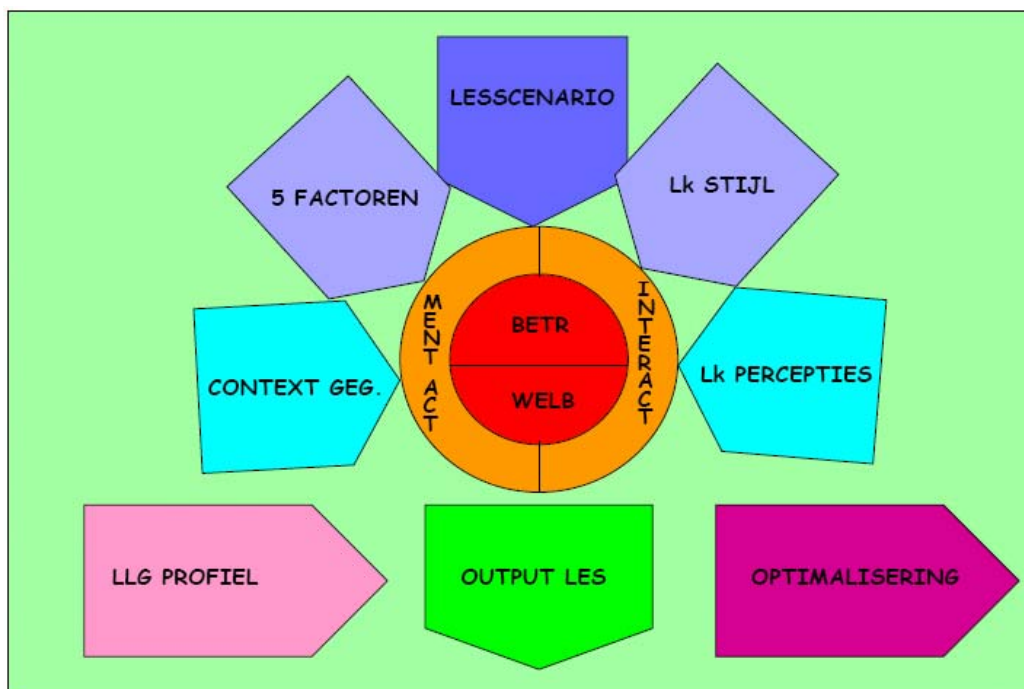 LESSCENARIO
5 FACTOREN
Lk STIJL
MENT ACT
INTERACT
BETR
WELB
CONTEXT GEG.
Lk PERCEPTIES
LLG PROFIEL
OUTPUT LES
OPTIMALISERING